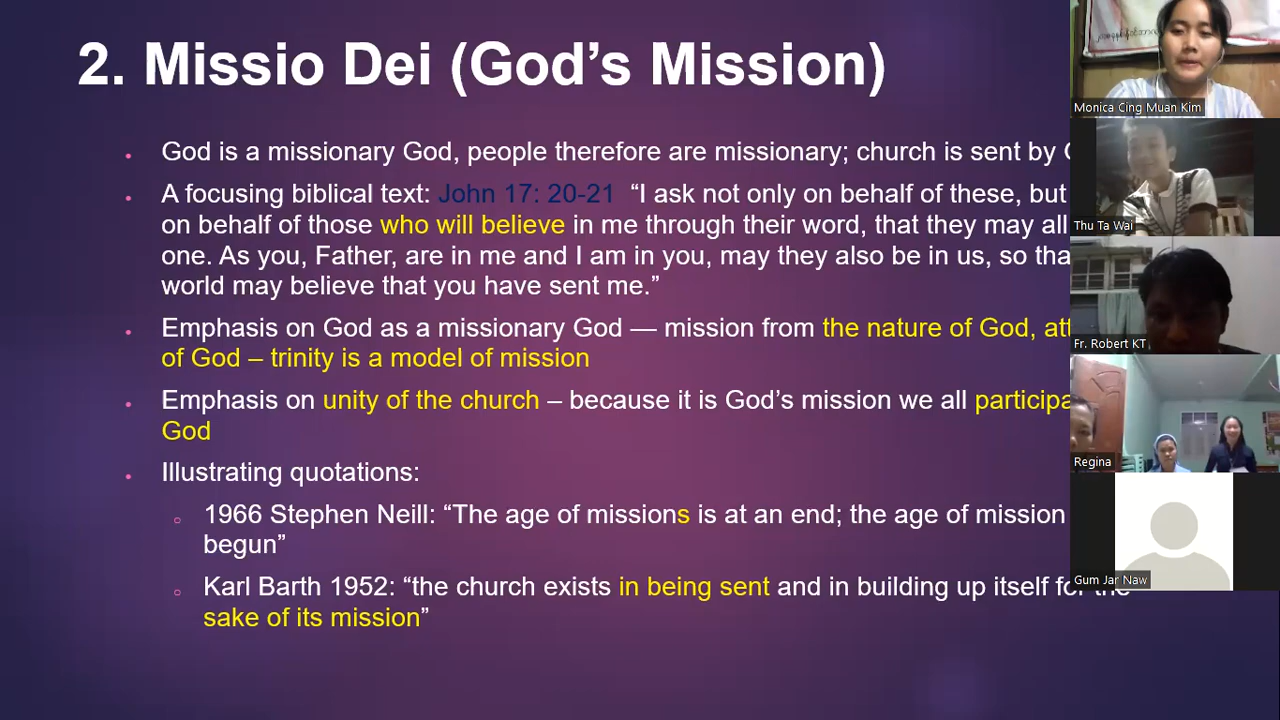 2. Missio Dei (God’s Mission)
God is a missionary God, people therefore are missionary; church is sent by
A focusing biblical text: John 17: 20-21 “I ask not only on behalf of these, but
on behalf of those who will believe in me through their word, that they may all
one. As you, Father, are in me and I am in you, may they also be in us, so
world may believe that you have sent me.”
Emphasis on God as a missionary God — mission from the nature of God,
of God – trinity is a model of mission
Emphasis on unity of the church – because it is God’s mission we all
God
Illustrating quotations:
1966 Stephen Neill: “The age of missions is at an end; the age of mission
begun”
Karl Barth 1952: “the church exists in being sent and in building up itself for the
sake of its mission”
Monica Cing Muan Kim
Thu Ta Wai
Fr. Robert KT
Regina
Gum Jar Naw